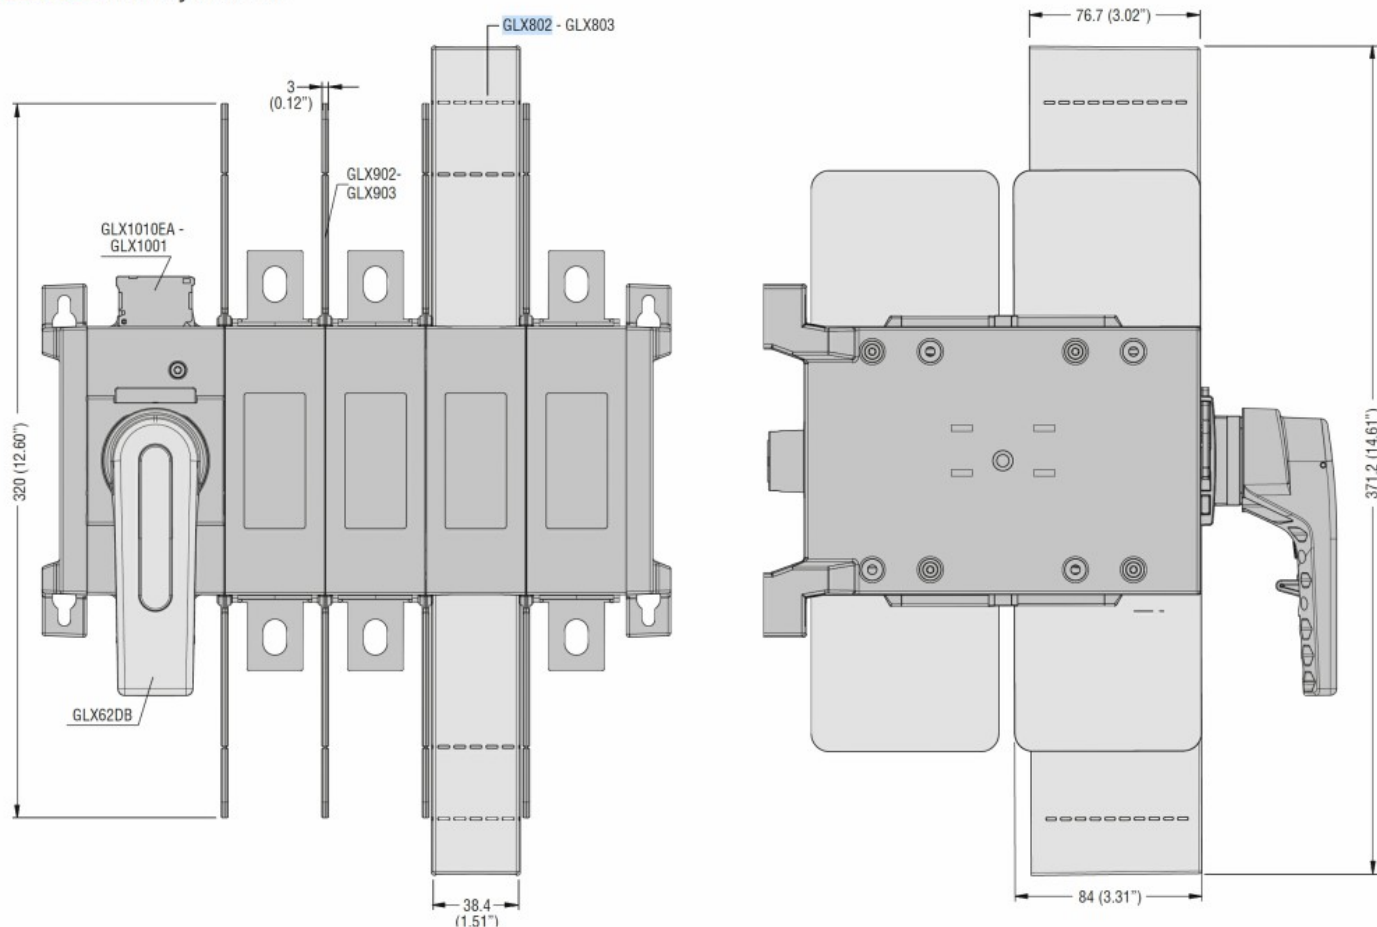 GLX802 - GLX803
76.7 (3.02")
3
(0.12")
GLX902-
GLX903
GLX1010EA -
GLX1001
320 (12.60")
371.2 (14.61")
GLX62DB
38.4
(1.51")
84 (3.31")